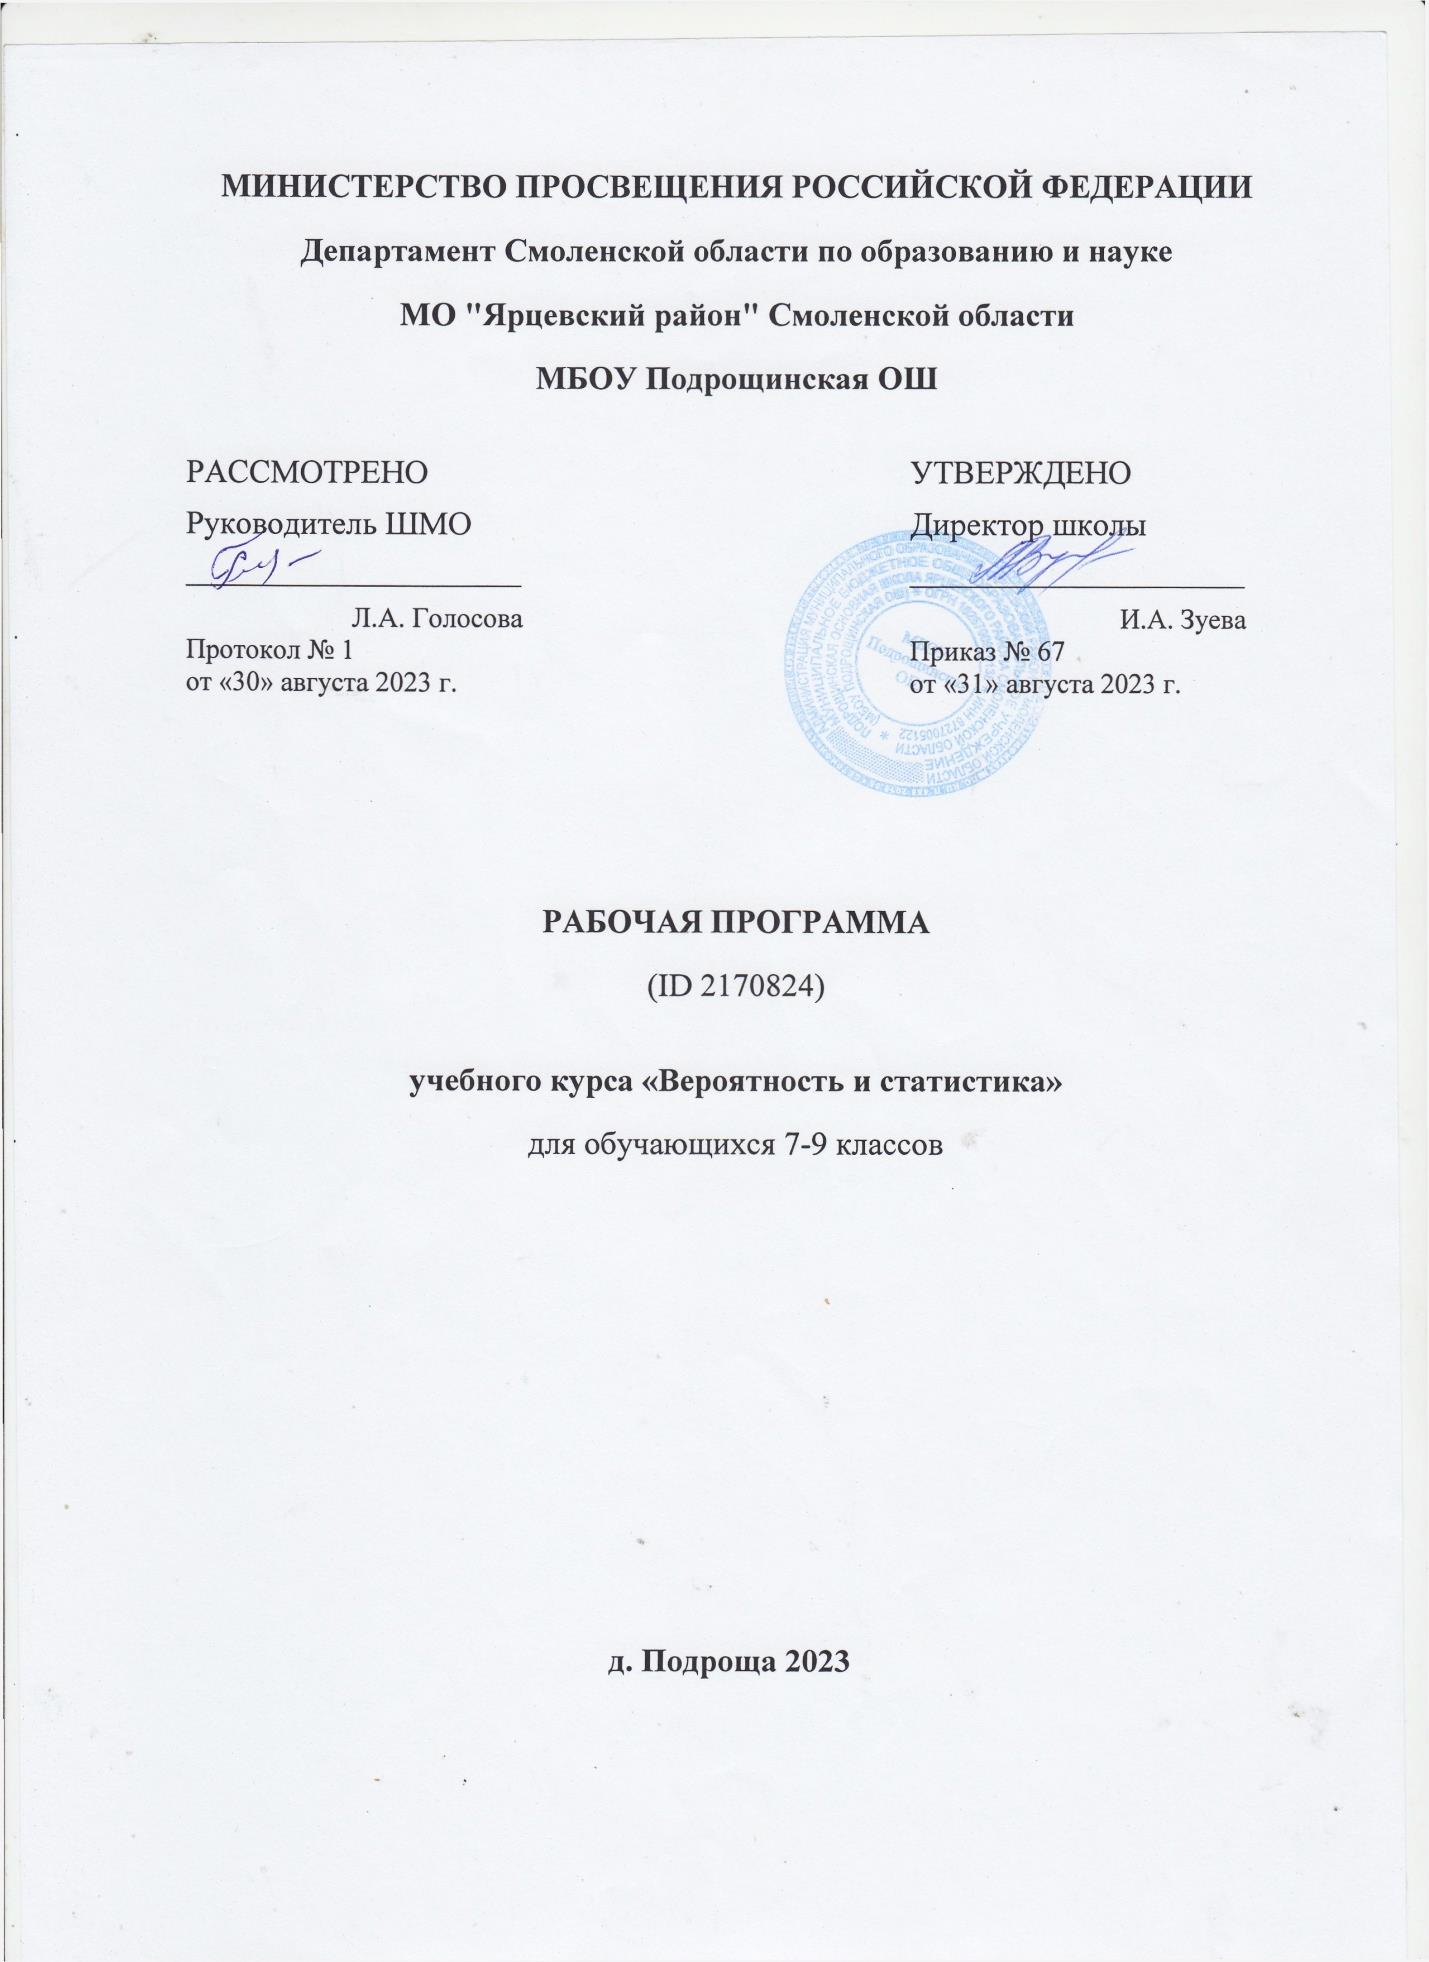 МИНИСТЕРСТВО ПРОСВЕЩЕНИЯ РОССИЙСКОЙ ФЕДЕРАЦИИ
Департамент Смоленской области по образованию и науке
МО "Ярцевский район" Смоленской области
МБОУ Подрощинская ОШ
РАССМОТРЕНО
Руководитель ШМО
Л.А. Голосова
Протокол № 1
от «30» августа 2023 г.
УТВЕРЖДЕНО
Директор школы
И.А. Зуева
Приказ № 67
от «31» августа 2023 г.
РАБОЧАЯ ПРОГРАММА
(ID 2170824)
учебного курса «Вероятность и статистика»
для обучающихся 7-9 классов
д. Подроща 2023